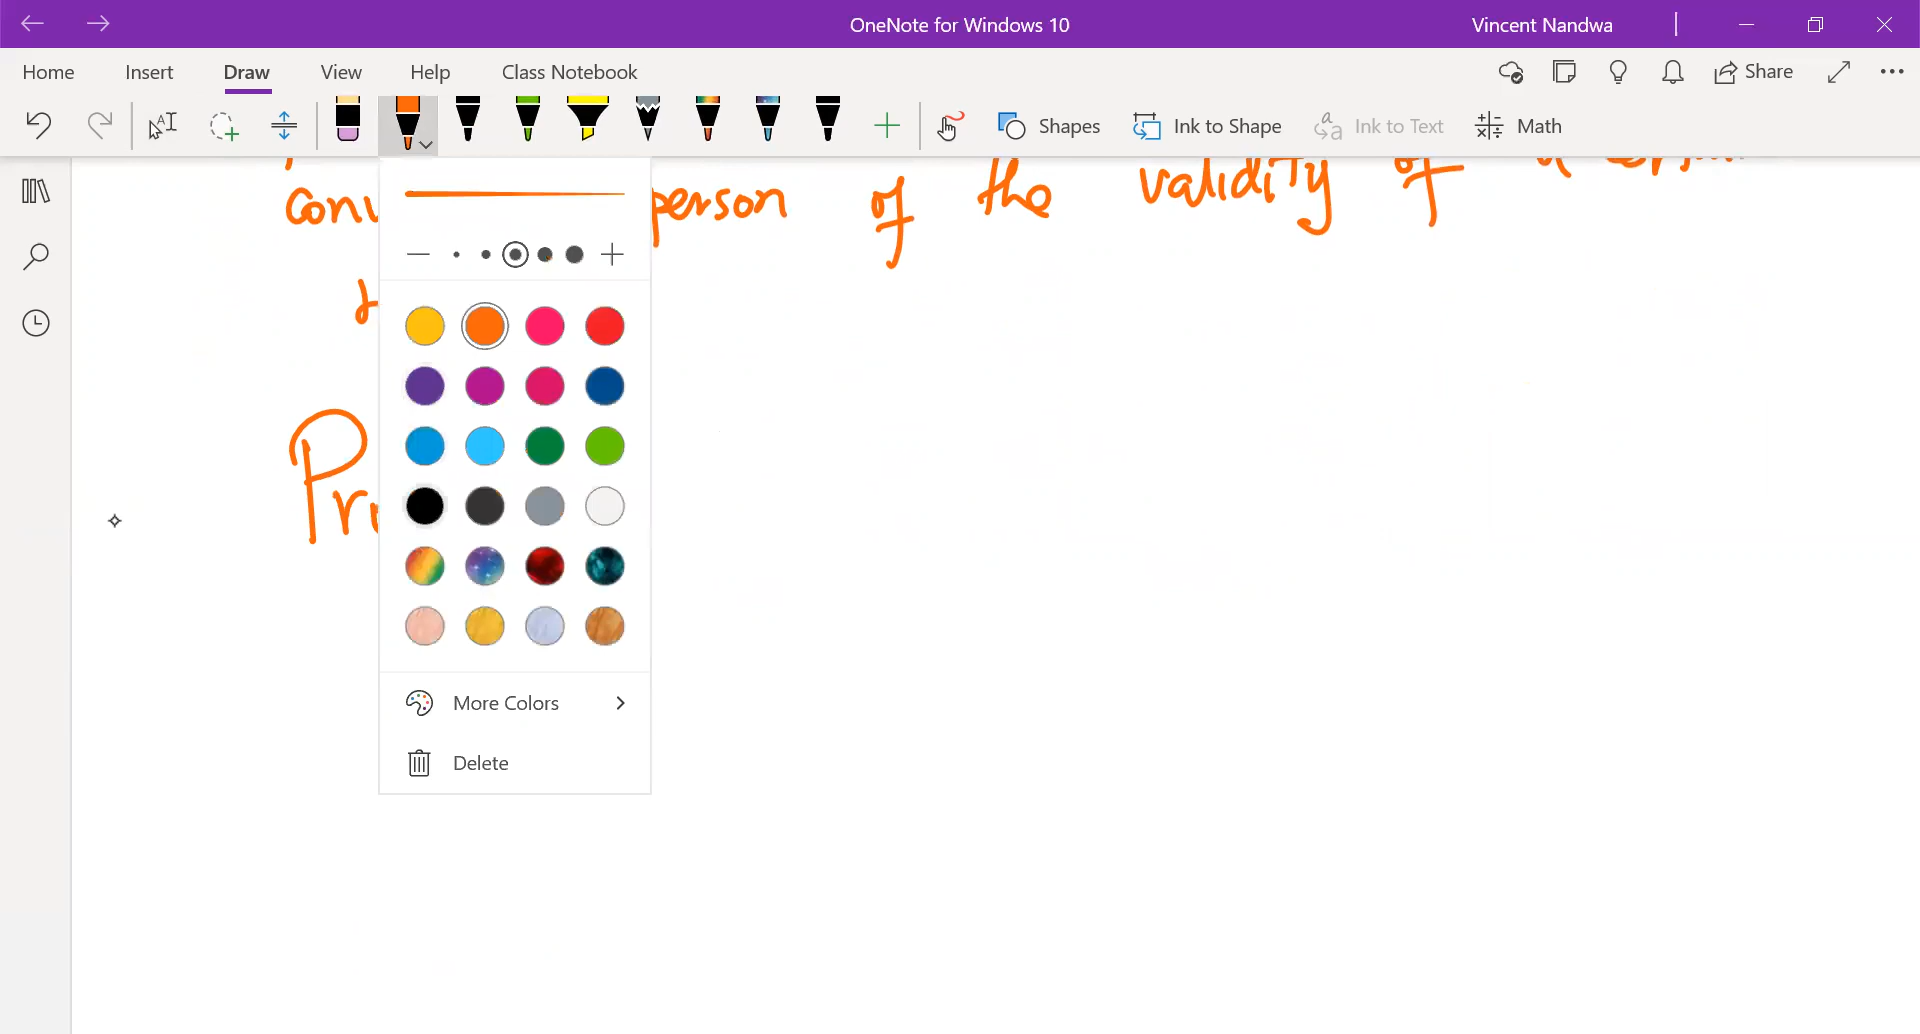 OneNote for Windows 10
Vincent Nandwa
Home Insert Draw View Help Class Notebook
Share
Shapes Ink to Shape Ink to Text Math
person of the validity of a
More Colors
Delete